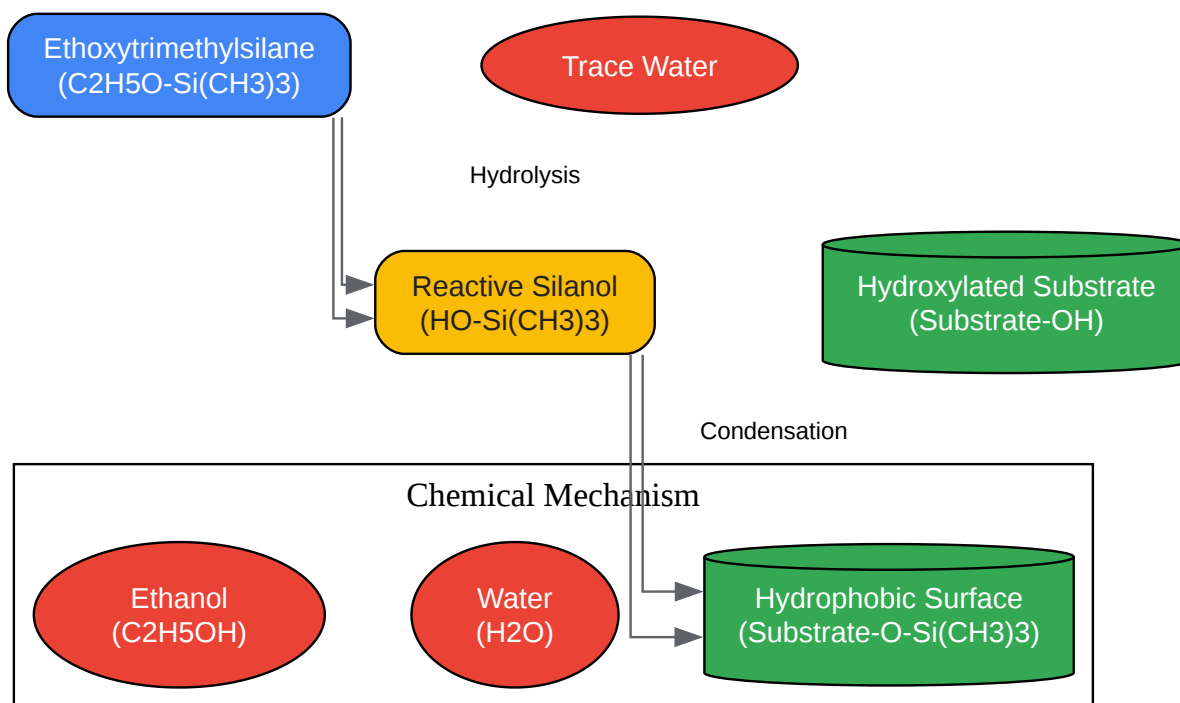 Ethoxytrimethylsilane
(C2H5O-Si(CH3)3)
Trace Water
Hydrolysis
Reactive Silanol
(HO-Si(CH3)3)
Hydroxylated Substrate
(Substrate-OH)
Condensation
Chemical Mechanism
Ethanol
(C2H5OH)
Water
(H2O)
Hydrophobic Surface
(Substrate-O-Si(CH3)3)